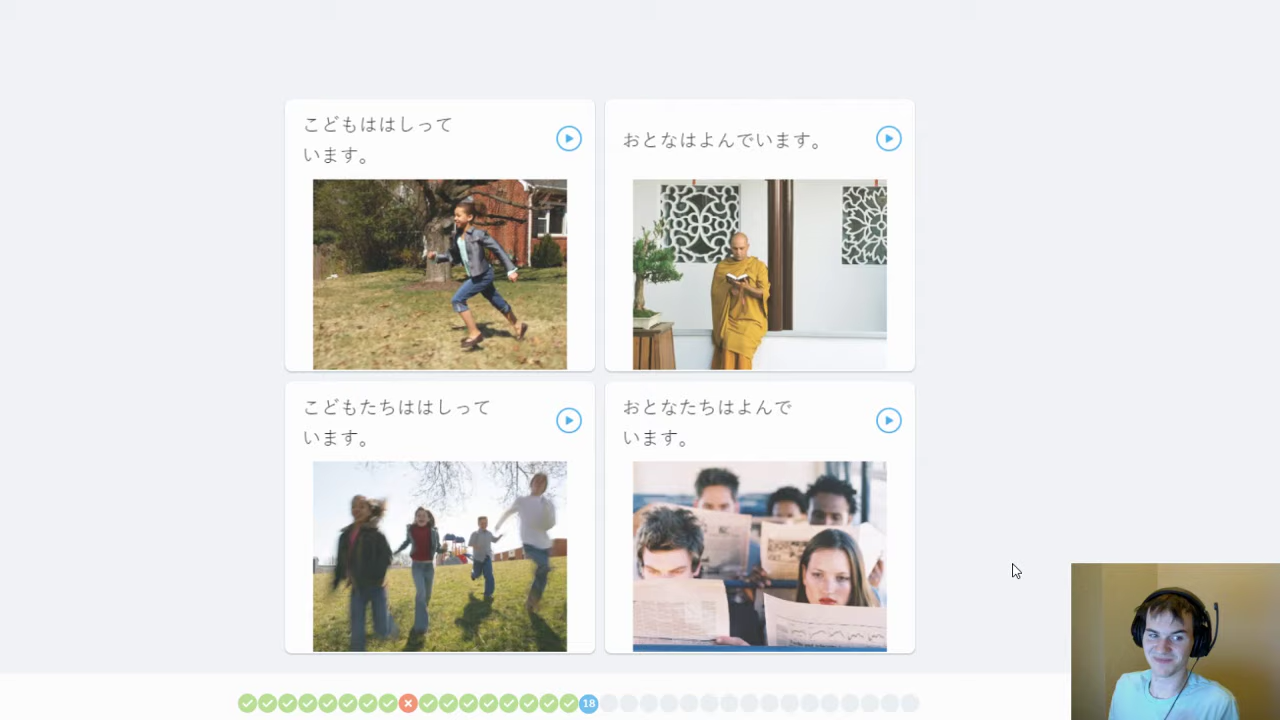 こどもははしって
います。
おとなはよんでいます。
こどもたちははしって
います。
おとなたちはよんで
います。
18